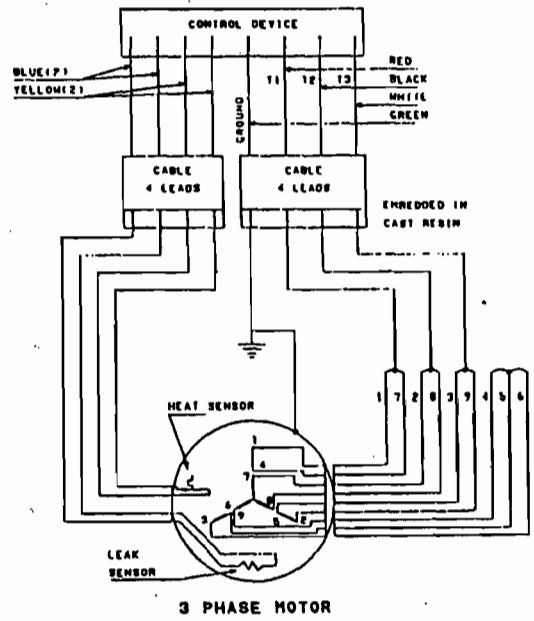 CONTROL DEVICE
BLUE(?)
YELLOW(2)
GROUND
T1 T2 T3
RED
BLACK
WHITE
GREEN
CABLE
4 LEADS
CABLE
4 LEADS
EMBEDDED IN
CAST RESIN
1 7 2 8 3 9 4 5 6
HEAT SENSOR
1
4
7
8
6
9
5 2
3
LEAK
SENSOR
3 PHASE MOTOR